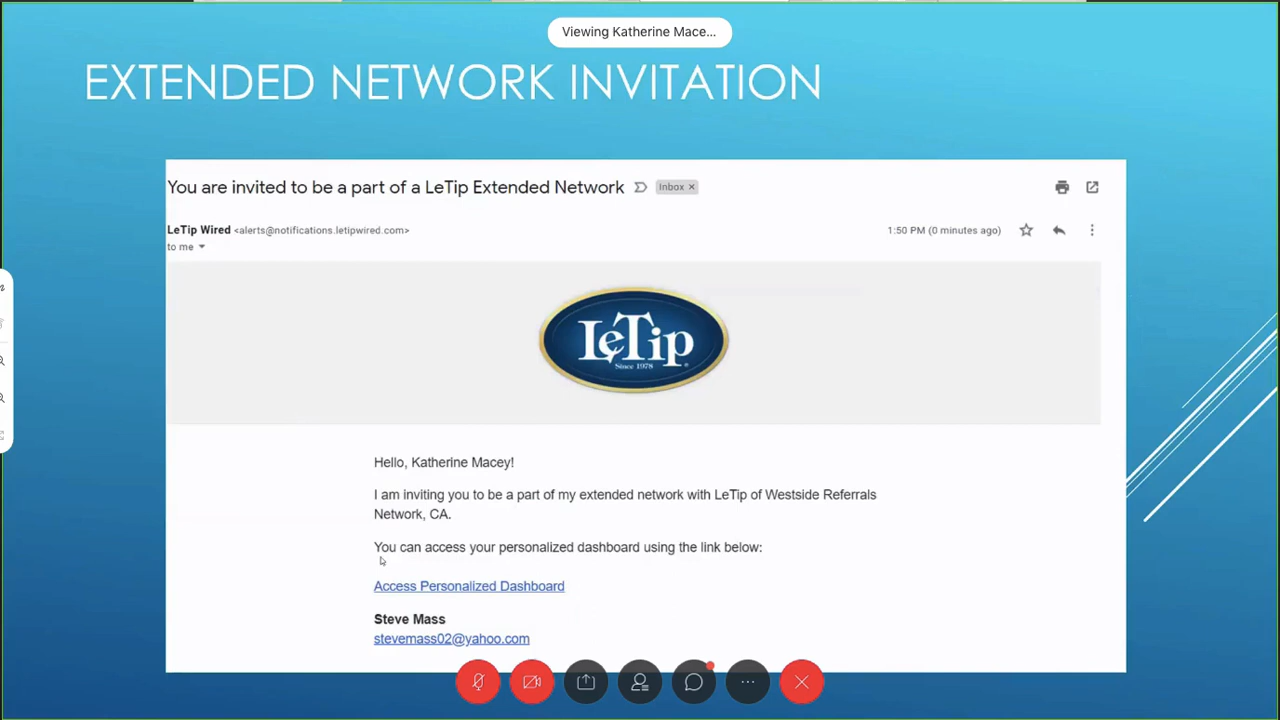 Viewing Katherine Mace...
EXTENDED NETWORK INVITATION
You are invited to be a part of a LeTip Extended Network
Inbox ×
LeTip Wired <alerts@notifications.letipwired.com>
1:50 PM (0 minutes ago)
to me
LeTip
Since 1978
Hello, Katherine Macey!
I am inviting you to be a part of my extended network with LeTip of Westside Referrals
Network, CA.
You can access your personalized dashboard using the link below:
Access Personalized Dashboard
Steve Mass
stevemass02@yahoo.com